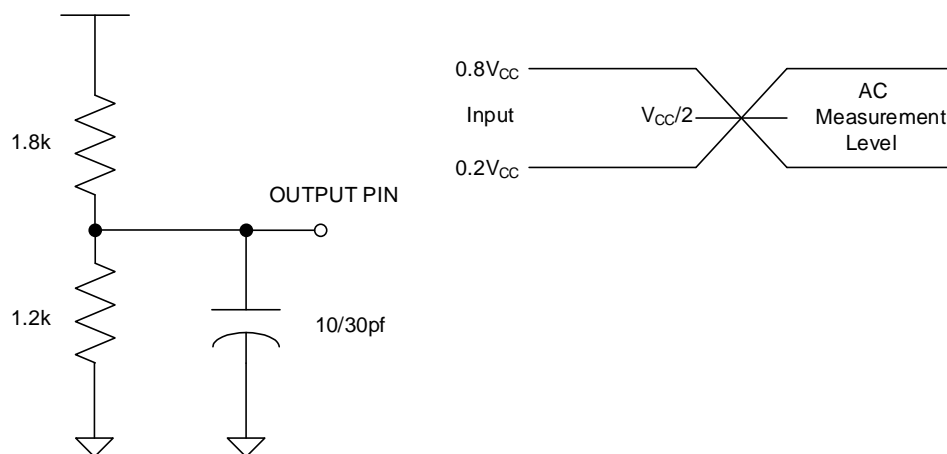 1.8k
1.2k
OUTPUT PIN
10/30pf
0.8VCC
Input
0.2VCC
VCC/2
AC
Measurement
Level